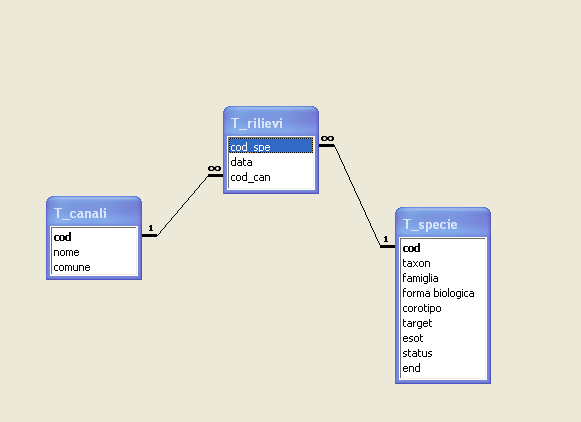 T_rilievi
cod_spe
data
cod_can
∞
∞
T_canali
cod
nome
comune
1
T_specie
cod
taxon
famiglia
forma biologica
corotipo
target
esot
status
end
1